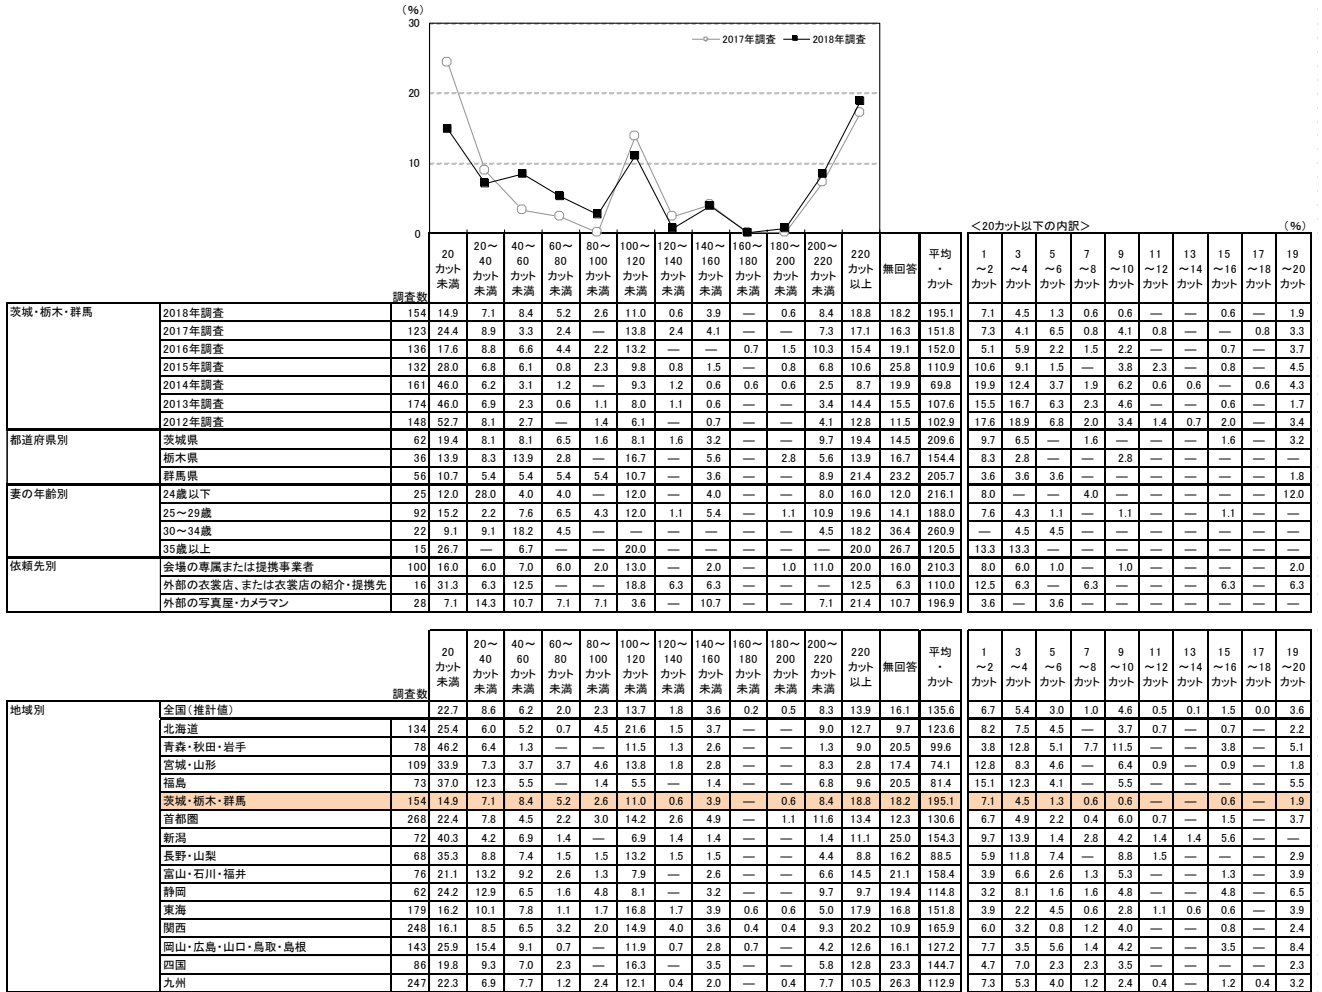 (%)
30
20
10
0
2017年調査 2018年調査
<20カット以下の内訳> (%)
調査数 20カット未満 20～40カット未満 40～60カット未満 60～80カット未満 80～100カット未満 100～120カット未満 120～140カット未満 140～160カット未満 160～180カット未満 180～200カット未満 200～220カット未満 220カット以上 無回答 平均・カット 1～2カット 3～4カット 5～6カット 7～8カット 9～10カット 11～12カット 13～14カット 15～16カット 17～18カット 19～20カット
茨城・栃木・群馬 2018年調査 154 14.9 7.1 8.4 5.2 2.6 11.0 0.6 3.9 — 0.6 8.4 18.8 18.2 195.1 7.1 4.5 1.3 0.6 0.6 — — 0.6 — 1.9
2017年調査 123 24.4 8.9 3.3 2.4 — 13.8 2.4 4.1 — — 7.3 17.1 16.3 151.8 7.3 4.1 6.5 0.8 4.1 0.8 — — 0.8 3.3
2016年調査 136 17.6 8.8 6.6 4.4 2.2 13.2 — — 0.7 1.5 10.3 15.4 19.1 152.0 5.1 5.9 2.2 1.5 2.2 — — 0.7 — 3.7
2015年調査 132 28.0 6.8 6.1 0.8 2.3 9.8 0.8 1.5 — 0.8 6.8 10.6 25.8 110.9 10.6 9.1 1.5 — 3.8 2.3 — 0.8 — 4.5
2014年調査 161 46.0 6.2 3.1 1.2 — 9.3 1.2 0.6 0.6 0.6 2.5 8.7 19.9 69.8 19.9 12.4 3.7 1.9 6.2 0.6 0.6 — 0.6 4.3
2013年調査 174 46.0 6.9 2.3 0.6 1.1 8.0 1.1 0.6 — — 3.4 14.4 15.5 107.6 15.5 16.7 6.3 2.3 4.6 — — 0.6 — 1.7
2012年調査 148 52.7 8.1 2.7 — 1.4 6.1 — 0.7 — — 4.1 12.8 11.5 102.9 17.6 18.9 6.8 2.0 3.4 1.4 0.7 2.0 — 3.4
都道府県別 茨城県 62 19.4 8.1 8.1 6.5 1.6 8.1 1.6 3.2 — — 9.7 19.4 14.5 209.6 9.7 6.5 — 1.6 — — — 1.6 — 3.2
栃木県 36 13.9 8.3 13.9 2.8 — 16.7 — 5.6 — 2.8 5.6 13.9 16.7 154.4 8.3 2.8 — — 2.8 — — — — —
群馬県 56 10.7 5.4 5.4 5.4 5.4 10.7 — 3.6 — — 8.9 21.4 23.2 205.7 3.6 3.6 3.6 — — — — — — 1.8
妻の年齢別 24歳以下 25 12.0 28.0 4.0 4.0 — 12.0 — 4.0 — — 8.0 16.0 12.0 216.1 8.0 — — 4.0 — — — — — 12.0
25～29歳 92 15.2 2.2 7.6 6.5 4.3 12.0 1.1 5.4 — 1.1 10.9 19.6 14.1 188.0 7.6 4.3 1.1 — 1.1 — — 1.1 — —
30～34歳 22 9.1 9.1 18.2 4.5 — — — — — — 4.5 18.2 36.4 260.9 — 4.5 4.5 — — — — — — —
35歳以上 15 26.7 — 6.7 — — 20.0 — — — — — 20.0 26.7 120.5 13.3 13.3 — — — — — — — —
依頼先別 会場の専属または提携事業者 100 16.0 6.0 7.0 6.0 2.0 13.0 — 2.0 — 1.0 11.0 20.0 16.0 210.3 8.0 6.0 1.0 — 1.0 — — — — 2.0
外部の衣裳店、または衣裳店の紹介・提携先 16 31.3 6.3 12.5 — — 18.8 6.3 6.3 — — — 12.5 6.3 110.0 12.5 6.3 — 6.3 — — — 6.3 — 6.3
外部の写真屋・カメラマン 28 7.1 14.3 10.7 7.1 7.1 3.6 — 10.7 — — 7.1 21.4 10.7 196.9 3.6 — 3.6 — — — — — — —
調査数 20カット未満 20～40カット未満 40～60カット未満 60～80カット未満 80～100カット未満 100～120カット未満 120～140カット未満 140～160カット未満 160～180カット未満 180～200カット未満 200～220カット未満 220カット以上 無回答 平均・カット 1～2カット 3～4カット 5～6カット 7～8カット 9～10カット 11～12カット 13～14カット 15～16カット 17～18カット 19～20カット
地域別 全国(推計値) 22.7 8.6 6.2 2.0 2.3 13.7 1.8 3.6 0.2 0.5 8.3 13.9 16.1 135.6 6.7 5.4 3.0 1.0 4.6 0.5 0.1 1.5 0.0 3.6
北海道 134 25.4 6.0 5.2 0.7 4.5 21.6 1.5 3.7 — — 9.0 12.7 9.7 123.6 8.2 7.5 4.5 — 3.7 0.7 — 0.7 — 2.2
青森・秋田・岩手 78 46.2 6.4 1.3 — — 11.5 1.3 2.6 — — 1.3 9.0 20.5 99.6 3.8 12.8 5.1 7.7 11.5 — — 3.8 — 5.1
宮城・山形 109 33.9 7.3 3.7 3.7 4.6 13.8 1.8 2.8 — — 8.3 2.8 17.4 74.1 12.8 8.3 4.6 — 6.4 0.9 — 0.9 — 1.8
福島 73 37.0 12.3 5.5 — 1.4 5.5 — 1.4 — — 6.8 9.6 20.5 81.4 15.1 12.3 4.1 — 5.5 — — — — 5.5
茨城・栃木・群馬 154 14.9 7.1 8.4 5.2 2.6 11.0 0.6 3.9 — 0.6 8.4 18.8 18.2 195.1 7.1 4.5 1.3 0.6 0.6 — — 0.6 — 1.9
首都圏 268 22.4 7.8 4.5 2.2 3.0 14.2 2.6 4.9 — 1.1 11.6 13.4 12.3 130.6 6.7 4.9 2.2 0.4 6.0 0.7 — 1.5 — 3.7
新潟 72 40.3 4.2 6.9 1.4 — 6.9 1.4 1.4 — — 1.4 11.1 25.0 154.3 9.7 13.9 1.4 2.8 4.2 1.4 1.4 5.6 — —
長野・山梨 68 35.3 8.8 7.4 1.5 1.5 13.2 1.5 1.5 — — 4.4 8.8 16.2 88.5 5.9 11.8 7.4 — 8.8 1.5 — — — 2.9
富山・石川・福井 76 21.1 13.2 9.2 2.6 1.3 7.9 — 2.6 — — 6.6 14.5 21.1 158.4 3.9 6.6 2.6 1.3 5.3 — — 1.3 — 3.9
静岡 62 24.2 12.9 6.5 1.6 4.8 8.1 — 3.2 — — 9.7 9.7 19.4 114.8 3.2 8.1 1.6 1.6 4.8 — — 4.8 — 6.5
東海 179 16.2 10.1 7.8 1.1 1.7 16.8 1.7 3.9 0.6 0.6 5.0 17.9 16.8 151.8 3.9 2.2 4.5 0.6 2.8 1.1 0.6 0.6 — 3.9
関西 248 16.1 8.5 6.5 3.2 2.0 14.9 4.0 3.6 0.4 0.4 9.3 20.2 10.9 165.9 6.0 3.2 0.8 1.2 4.0 — — 0.8 — 2.4
岡山・広島・山口・鳥取・島根 143 25.9 15.4 9.1 0.7 — 11.9 0.7 2.8 0.7 — 4.2 12.6 16.1 127.2 7.7 3.5 5.6 1.4 4.2 — — 3.5 — 8.4
四国 86 19.8 9.3 7.0 2.3 — 16.3 — 3.5 — — 5.8 12.8 23.3 144.7 4.7 7.0 2.3 2.3 3.5 — — — — 2.3
九州 247 22.3 6.9 7.7 1.2 2.4 12.1 0.4 2.0 — 0.4 7.7 10.5 26.3 112.9 7.3 5.3 4.0 1.2 2.4 0.4 — 1.2 0.4 3.2